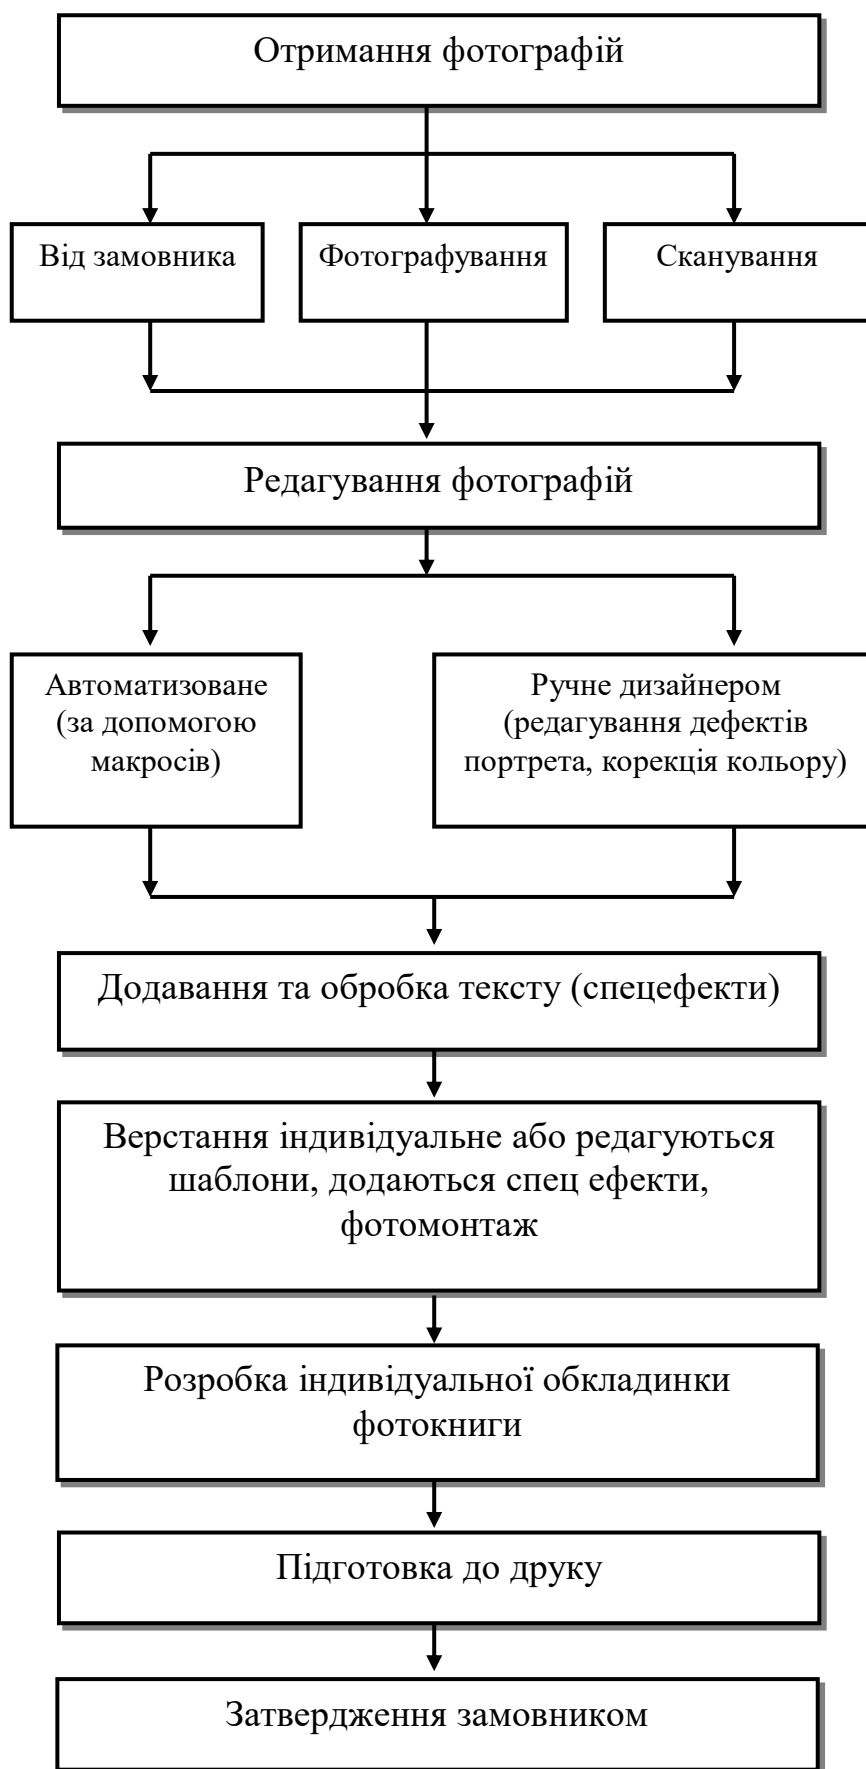 Отримання фотографій
Від замовника
Фотографування
Сканування
Редагування фотографій
Автоматизоване
(за допомогою
макросів)
Ручне дизайнером
(редагування дефектів
портрета, корекція кольору)
Додавання та обробка тексту (спецефекти)
Верстання індивідуальне або редагуються
шаблони, додаються спец ефекти,
фотомонтаж
Розробка індивідуальної обкладинки
фотокниги
Підготовка до друку
Затвердження замовником